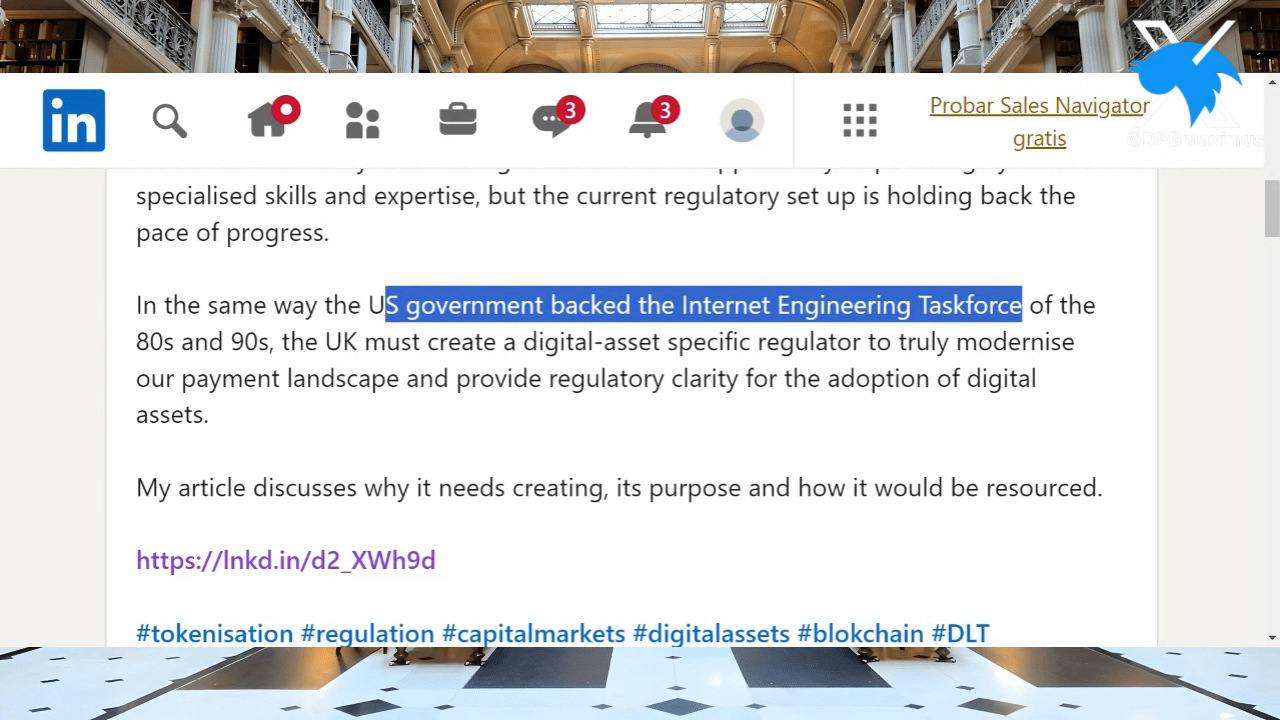 in
3
3
Probar Sales Navigator
gratis
specialised skills and expertise, but the current regulatory set up is holding back the
pace of progress.
In the same way the US government backed the Internet Engineering Taskforce of the
80s and 90s, the UK must create a digital-asset specific regulator to truly modernise
our payment landscape and provide regulatory clarity for the adoption of digital
assets.
My article discusses why it needs creating, its purpose and how it would be resourced.
https://lnkd.in/d2_XWh9d
#tokenisation #regulation #capitalmarkets #digitalassets #blokchain #DLT